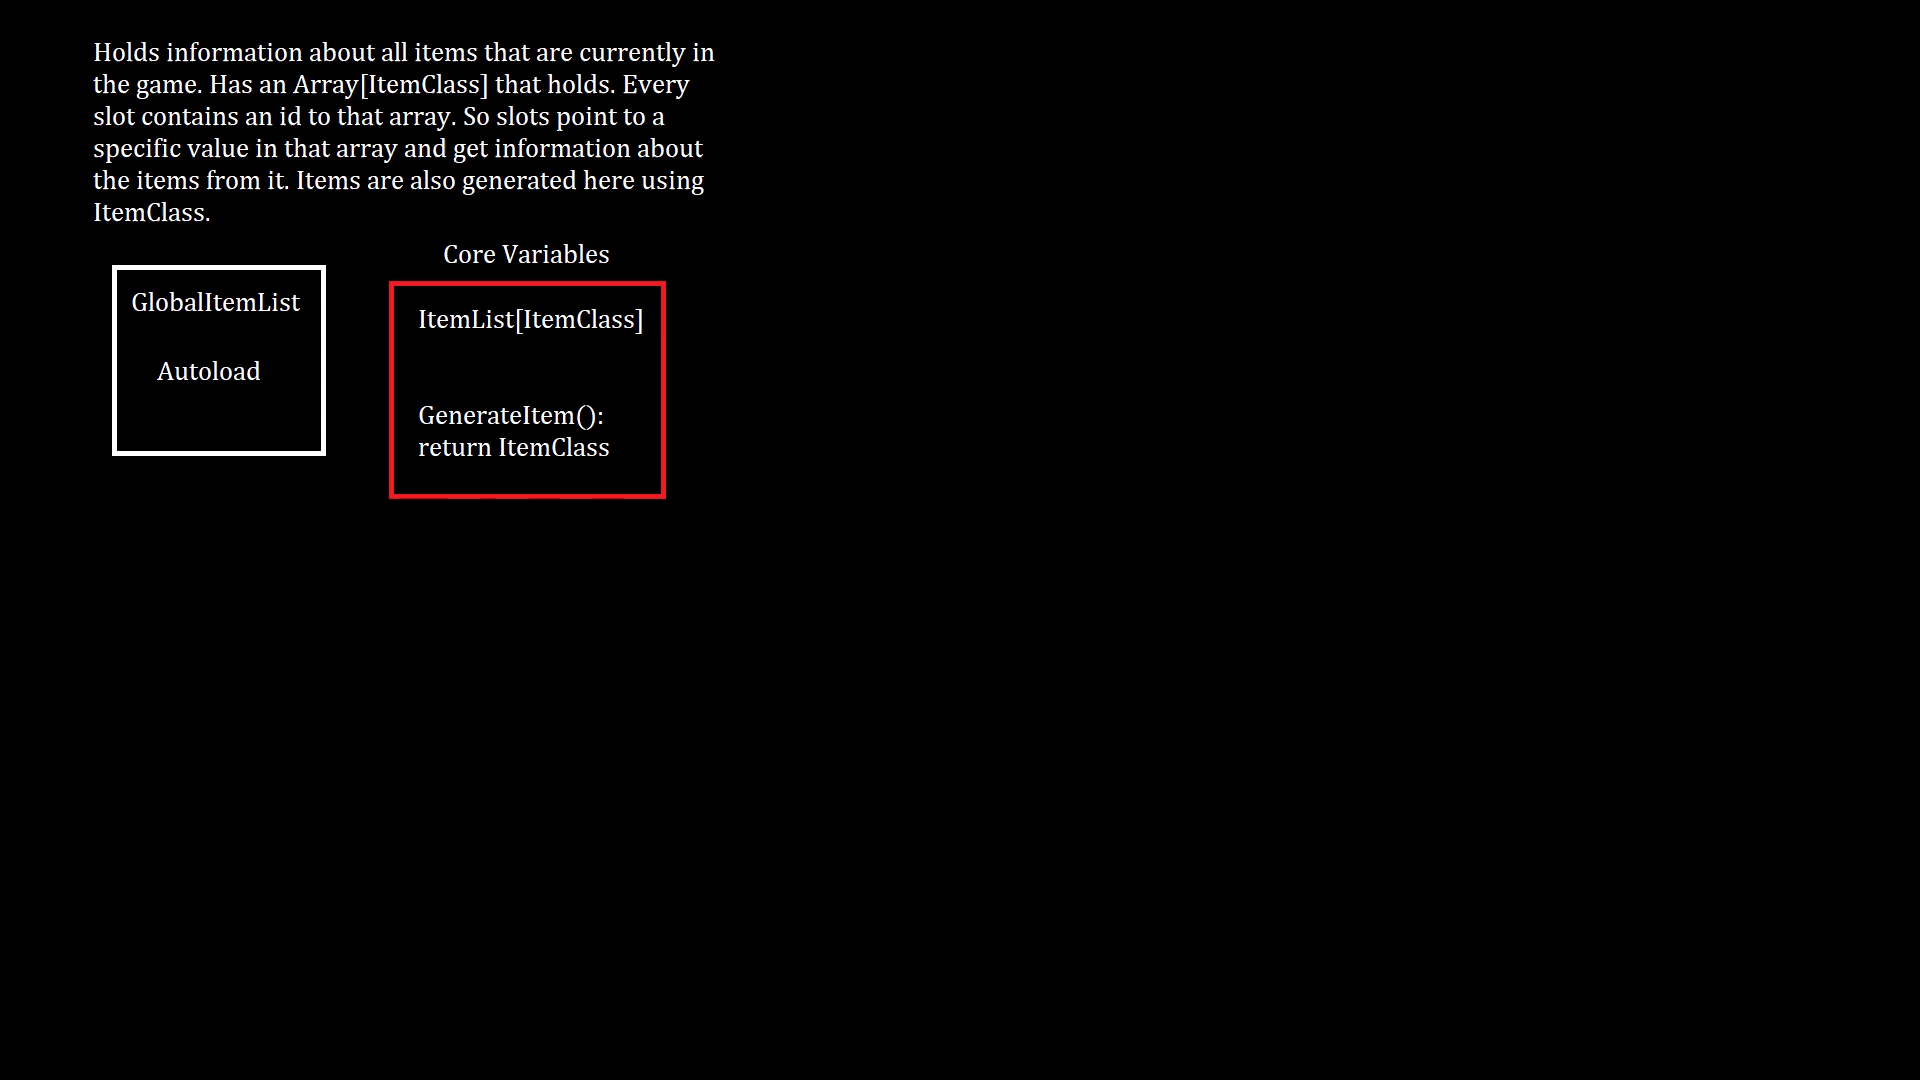 Holds information about all items that are currently in
the game. Has an Array[ItemClass] that holds. Every
slot contains an id to that array. So slots point to a
specific value in that array and get information about
the items from it. Items are also generated here using
ItemClass.
Core Variables
GlobalItemList
Autoload
ItemList[ItemClass]
GenerateItem():
return ItemClass